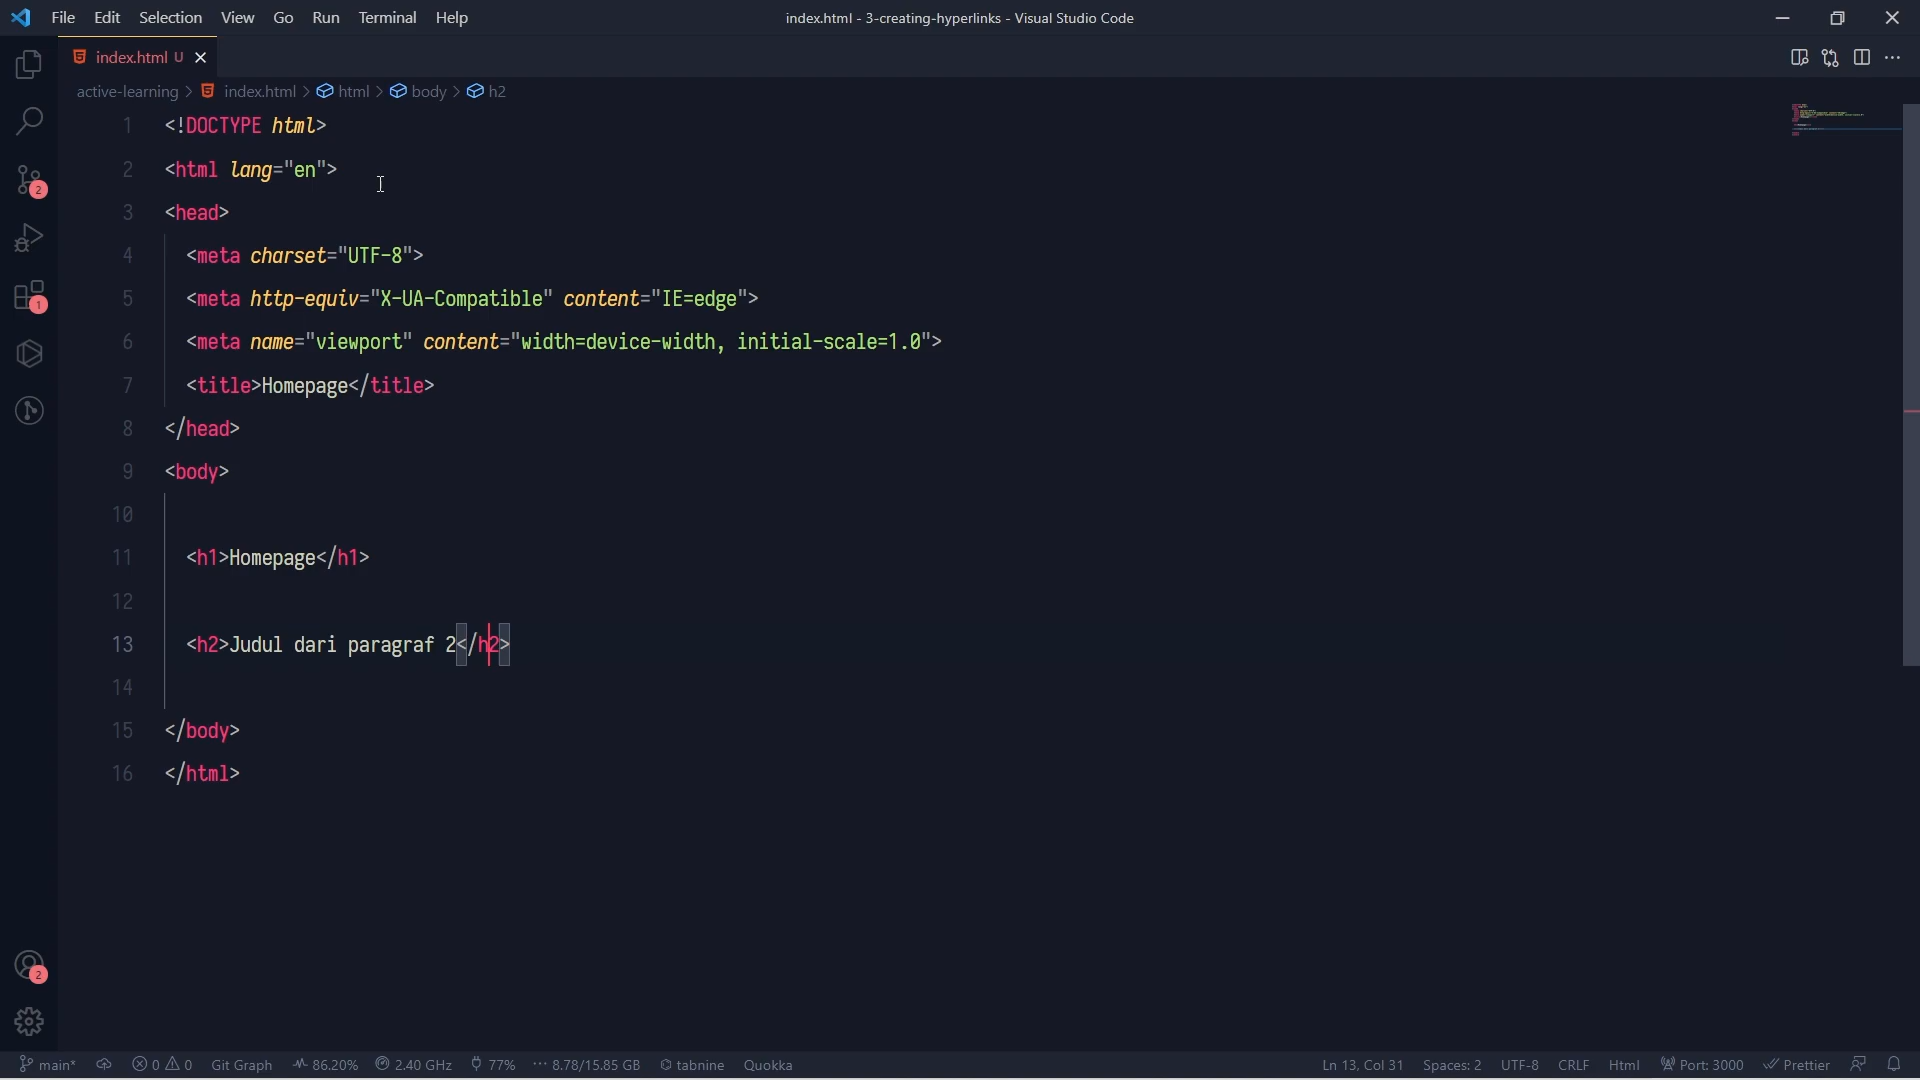 File Edit Selection View Go Run Terminal Help
index.html - 3-creating-hyperlinks - Visual Studio Code
index.html U
active-learning > index.html > html > body > h2
1 <!DOCTYPE html>
2 <html lang="en">
3 <head>
4 <meta charset="UTF-8">
5 <meta http-equiv="X-UA-Compatible" content="IE=edge">
6 <meta name="viewport" content="width=device-width, initial-scale=1.0">
7 <title>Homepage</title>
8 </head>
9 <body>
10
11 <h1>Homepage</h1>
12
13 <h2>Judul dari paragraf 2</h2>
14
15 </body>
16 </html>
2
1
2
main* 0 0 Git Graph 86.20% 2.40 GHz 77% 8.78/15.85 GB tabnine Quokka
Ln 13, Col 31 Spaces: 2 UTF-8 CRLF Html Port: 3000 Prettier